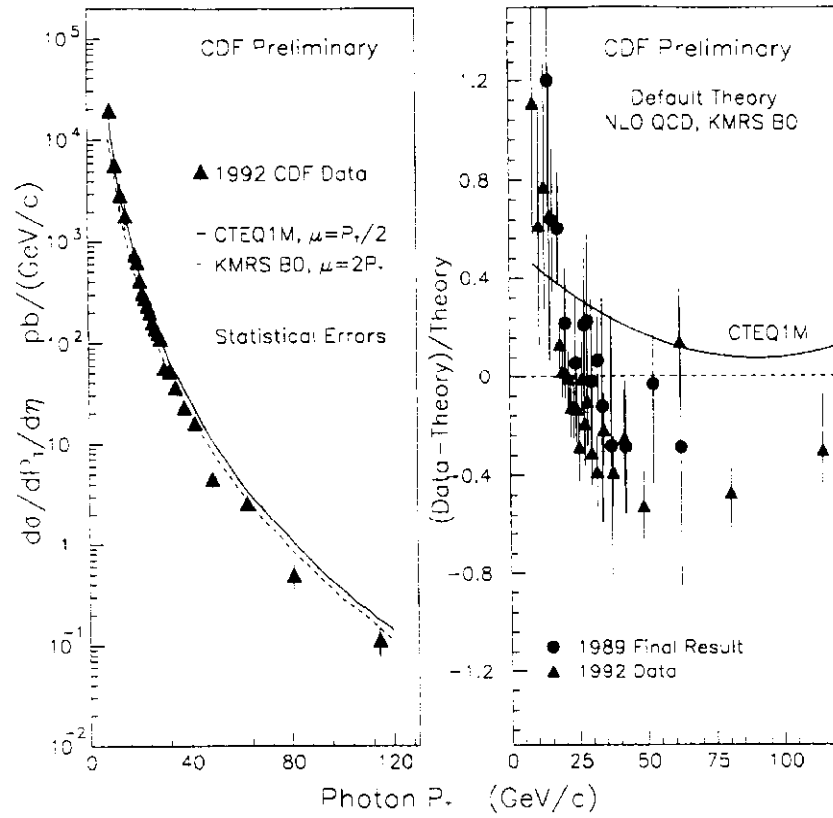 CDF Preliminary
1992 CDF Data
CTEQ1M, μ=P_T/2
KMRS B0, μ=2P_T
Statistical Errors
dσ/dP_T/dη pb/(GeV/c)
10^5
10^4
10^3
10^2
10
1
10^-1
10^-2
0
40
80
120
CDF Preliminary
Default Theory
NLO QCD, KMRS B0
CTEQ1M
1989 Final Result
1992 Data
(Data-Theory)/Theory
1.2
0.8
0.4
0
-0.4
-0.8
-1.2
0
25
50
75
100
Photon P_T (GeV/c)